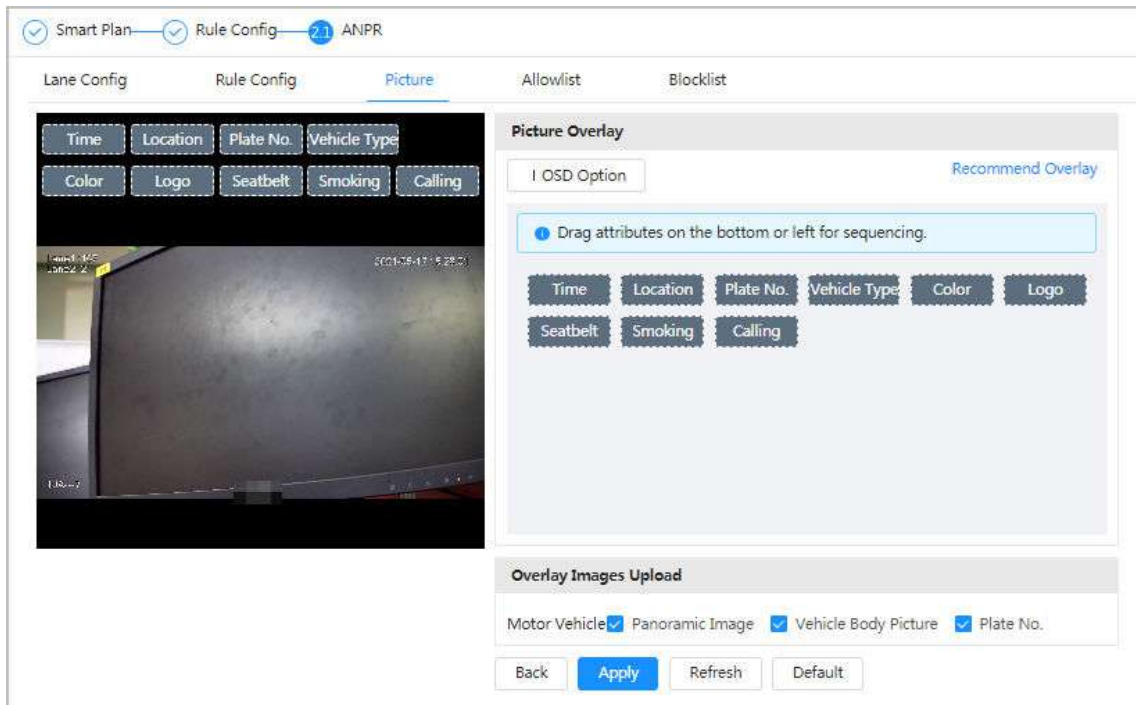 Smart Plan Rule Config 2.1 ANPR
Lane Config Rule Config Picture Allowlist Blocklist
Time Location Plate No. Vehicle Type
Color Logo Seatbelt Smoking Calling
Picture Overlay
I OSD Option Recommend Overlay
Drag attributes on the bottom or left for sequencing.
Time Location Plate No. Vehicle Type Color Logo
Seatbelt Smoking Calling
Overlay Images Upload
Motor Vehicle Panoramic Image Vehicle Body Picture Plate No.
Back Apply Refresh Default